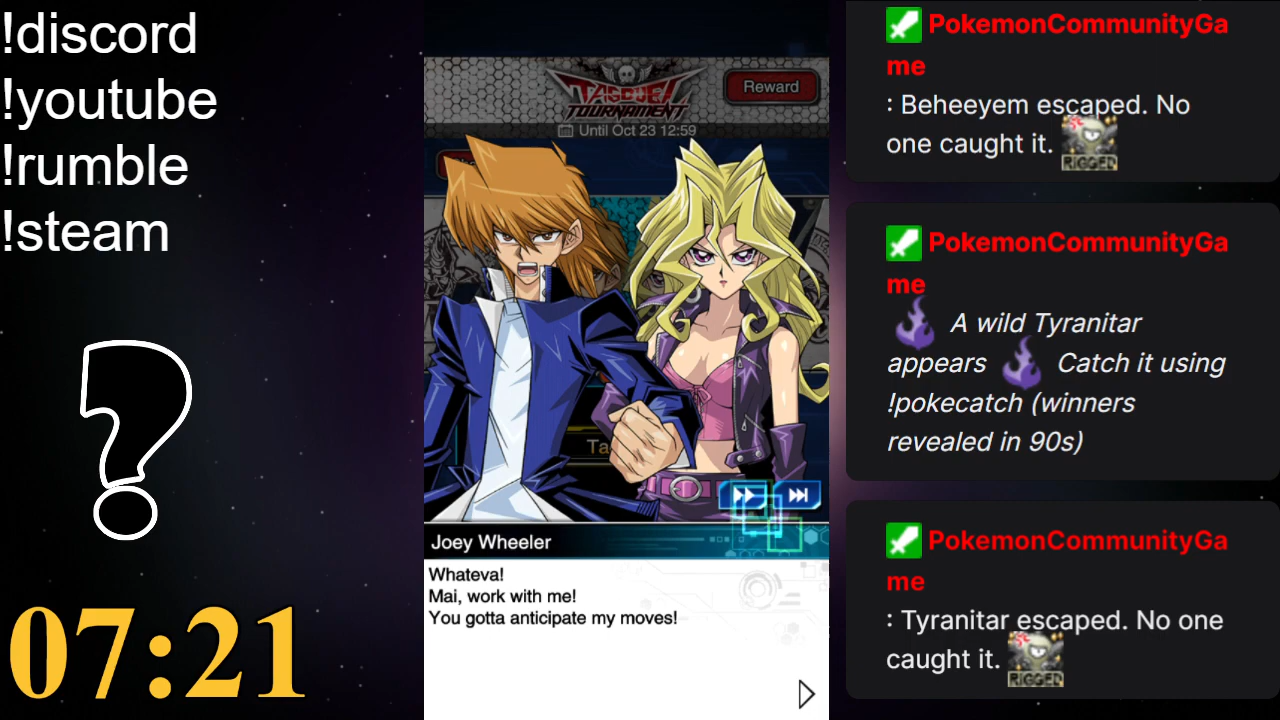 !discord
!youtube
!rumble
!steam
07:21
TAG DUEL
TOURNAMENT
Reward
Until Oct 23 12:59
Ta
Joey Wheeler
Whateva!
Mai, work with me!
You gotta anticipate my moves!
PokemonCommunityGa
me
: Beheeyem escaped. No
one caught it.
RIGGED
PokemonCommunityGa
me
A wild Tyranitar
appears Catch it using
!pokecatch (winners
revealed in 90s)
PokemonCommunityGa
me
: Tyranitar escaped. No one
caught it.
RIGGED